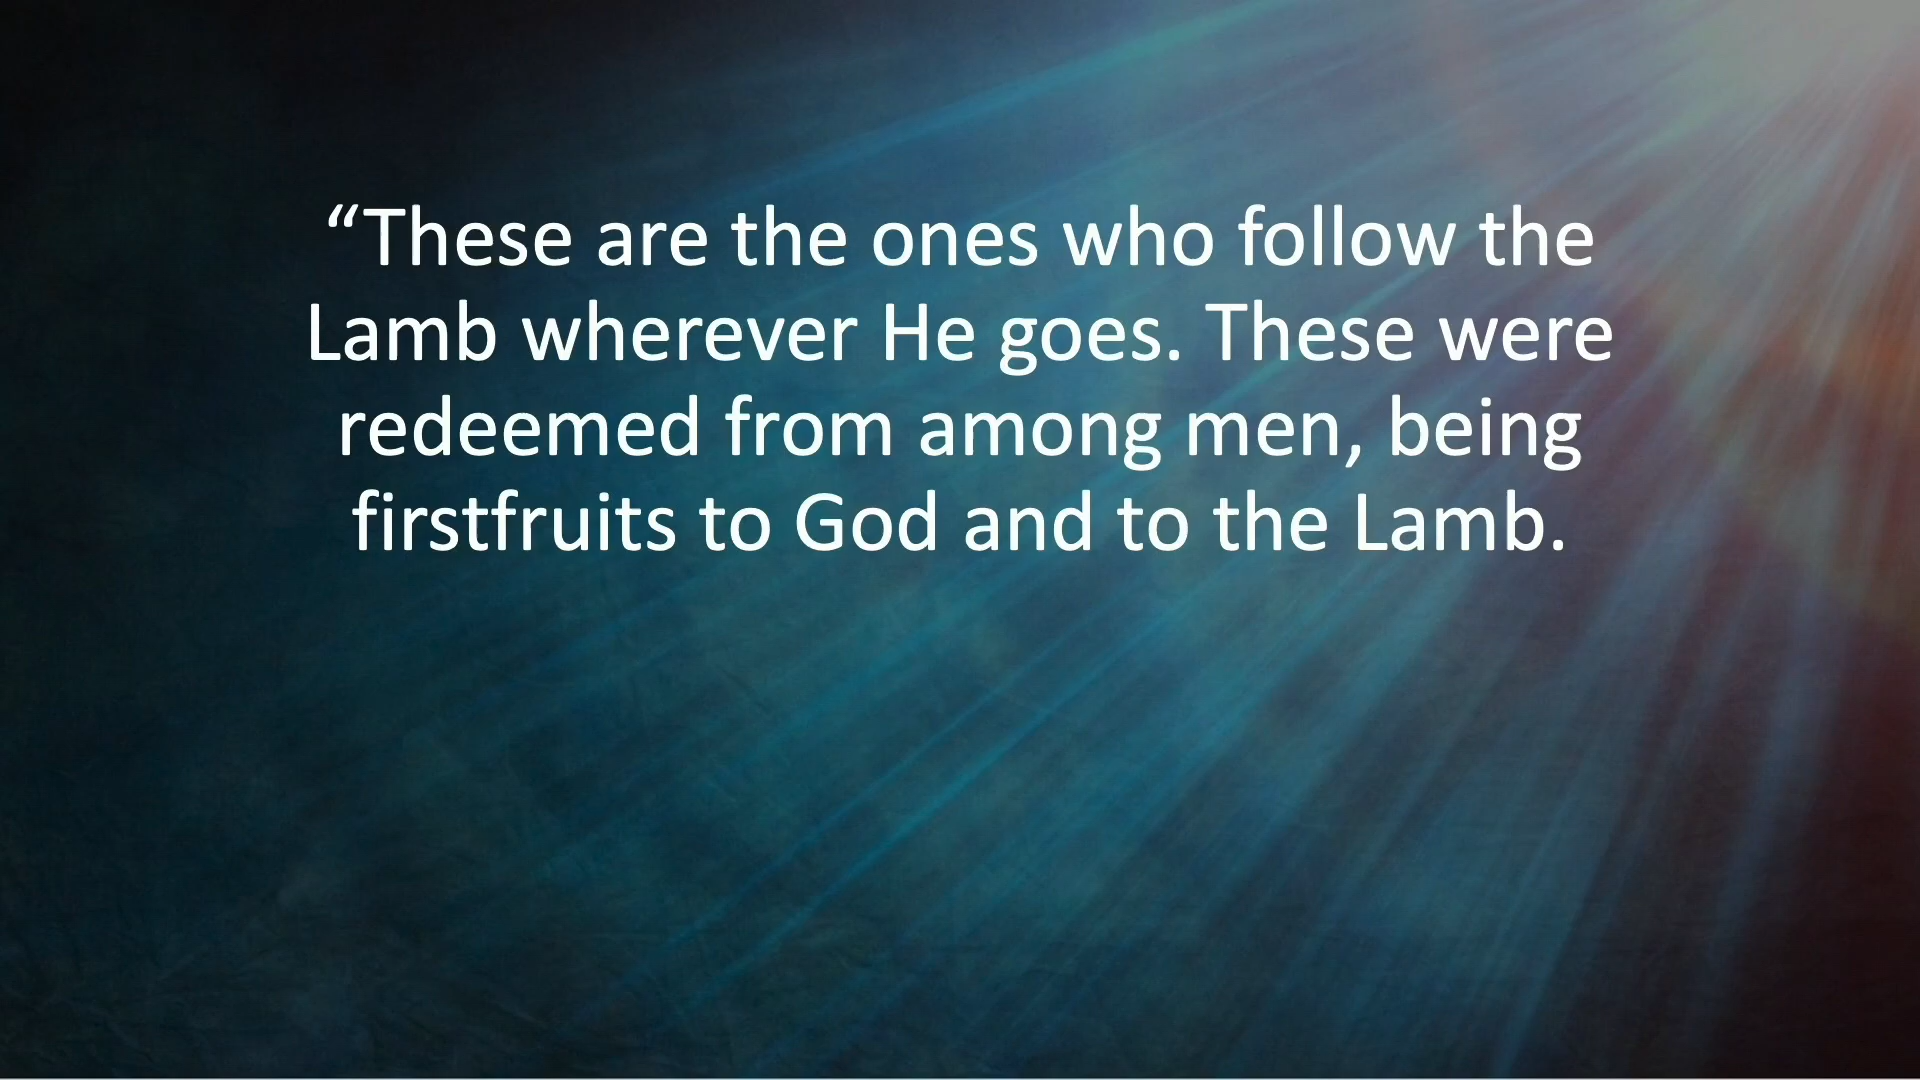 “These are the ones who follow the
Lamb wherever He goes. These were
redeemed from among men, being
firstfruits to God and to the Lamb.